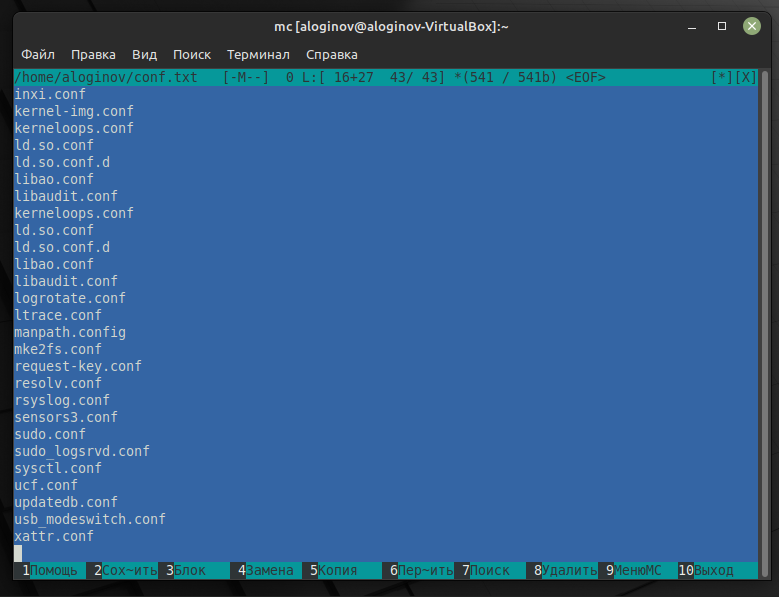 mc [aloginov@aloginov-VirtualBox]:~
Файл Правка Вид Поиск Терминал Справка
/home/aloginov/conf.txt [-M--] 0 L:[ 16+27 43/ 43] *(541 / 541b) <EOF> [*][X]
inxi.conf
kernel-img.conf
kerneloops.conf
ld.so.conf
ld.so.conf.d
libao.conf
libaudit.conf
kerneloops.conf
ld.so.conf
ld.so.conf.d
libao.conf
libaudit.conf
logrotate.conf
ltrace.conf
manpath.config
mke2fs.conf
request-key.conf
resolv.conf
rsyslog.conf
sensors3.conf
sudo.conf
sudo_logsrvd.conf
sysctl.conf
ucf.conf
updatedb.conf
usb_modeswitch.conf
xattr.conf
1Помощь 2Сох~ить 3Блок 4Замена 5Копия 6Пер~ить 7Поиск 8Удалить 9МенюMC 10Выход